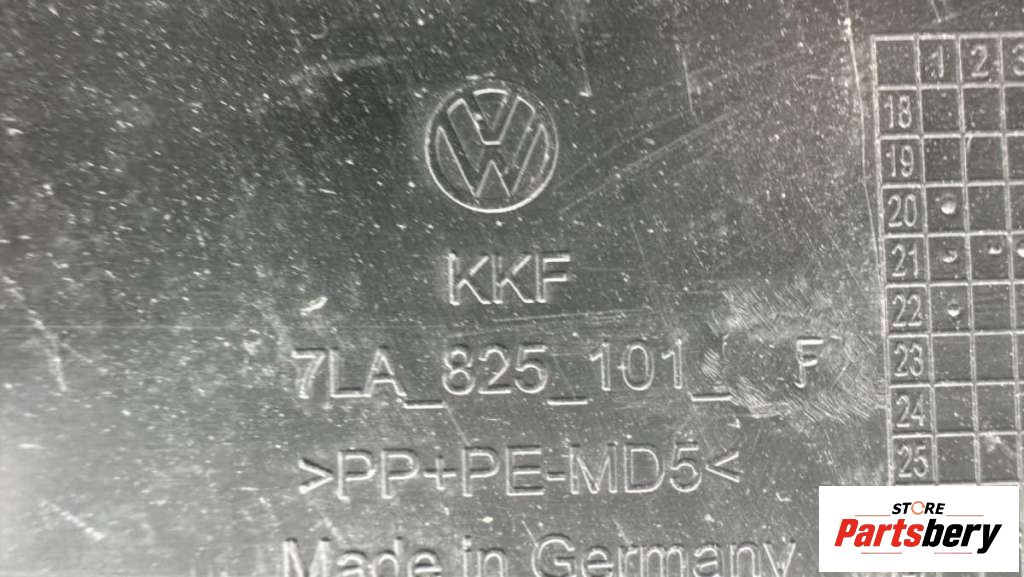 VW
KKF
7LA_825_101_ F
>PP+PE-MD5<
Made in Germany
1 2 3
18
19
20
21
22
23
24
25
STORE
Partsbery